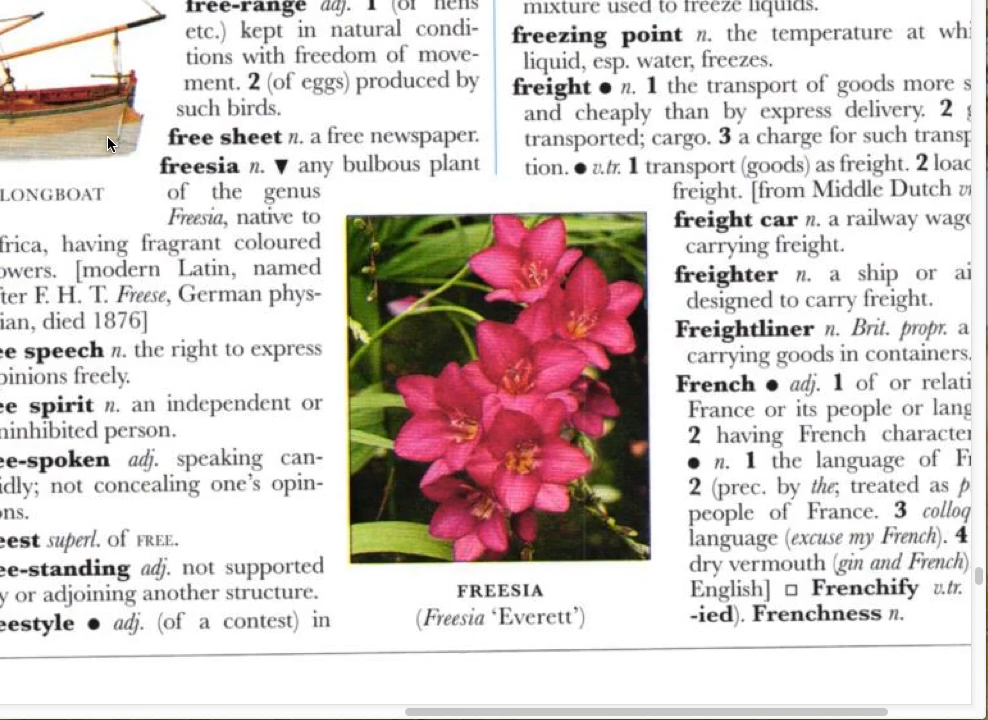 free-range adj. 1 (of hens
etc.) kept in natural condi-
tions with freedom of move-
ment. 2 (of eggs) produced by
such birds.
free sheet n. a free newspaper.
freesia n. ▼ any bulbous plant
LONGBOAT
of the genus
Freesia, native to
frica, having fragrant coloured
owers. [modern Latin, named
fter F. H. T. Freese, German phys-
ian, died 1876]
ee speech n. the right to express
pinions freely.
ee spirit n. an independent or
ninhibited person.
ee-spoken adj. speaking can-
idly; not concealing one's opin-
ons.
eest superl. of FREE.
ee-standing adj. not supported
y or adjoining another structure.
eestyle ● adj. (of a contest) in
FREESIA
(Freesia ‘Everett’)
mixture used to freeze liquids.
freezing point n. the temperature at whi
liquid, esp. water, freezes.
freight ● n. 1 the transport of goods more s
and cheaply than by express delivery. 2 g
transported; cargo. 3 a charge for such transp
tion. ● v.tr. 1 transport (goods) as freight. 2 load
freight. [from Middle Dutch
freight car n. a railway wago
carrying freight.
freighter n. a ship or ai
designed to carry freight.
Freightliner n. Brit. propr. a
carrying goods in containers.
French ● adj. 1 of or relati
France or its people or lang
2 having French character
● n. 1 the language of Fr
2 (prec. by the; treated as p
people of France. 3 colloq
language (excuse my French). 4
dry vermouth (gin and French)
English] □ Frenchify v.tr.
-ied). Frenchness n.